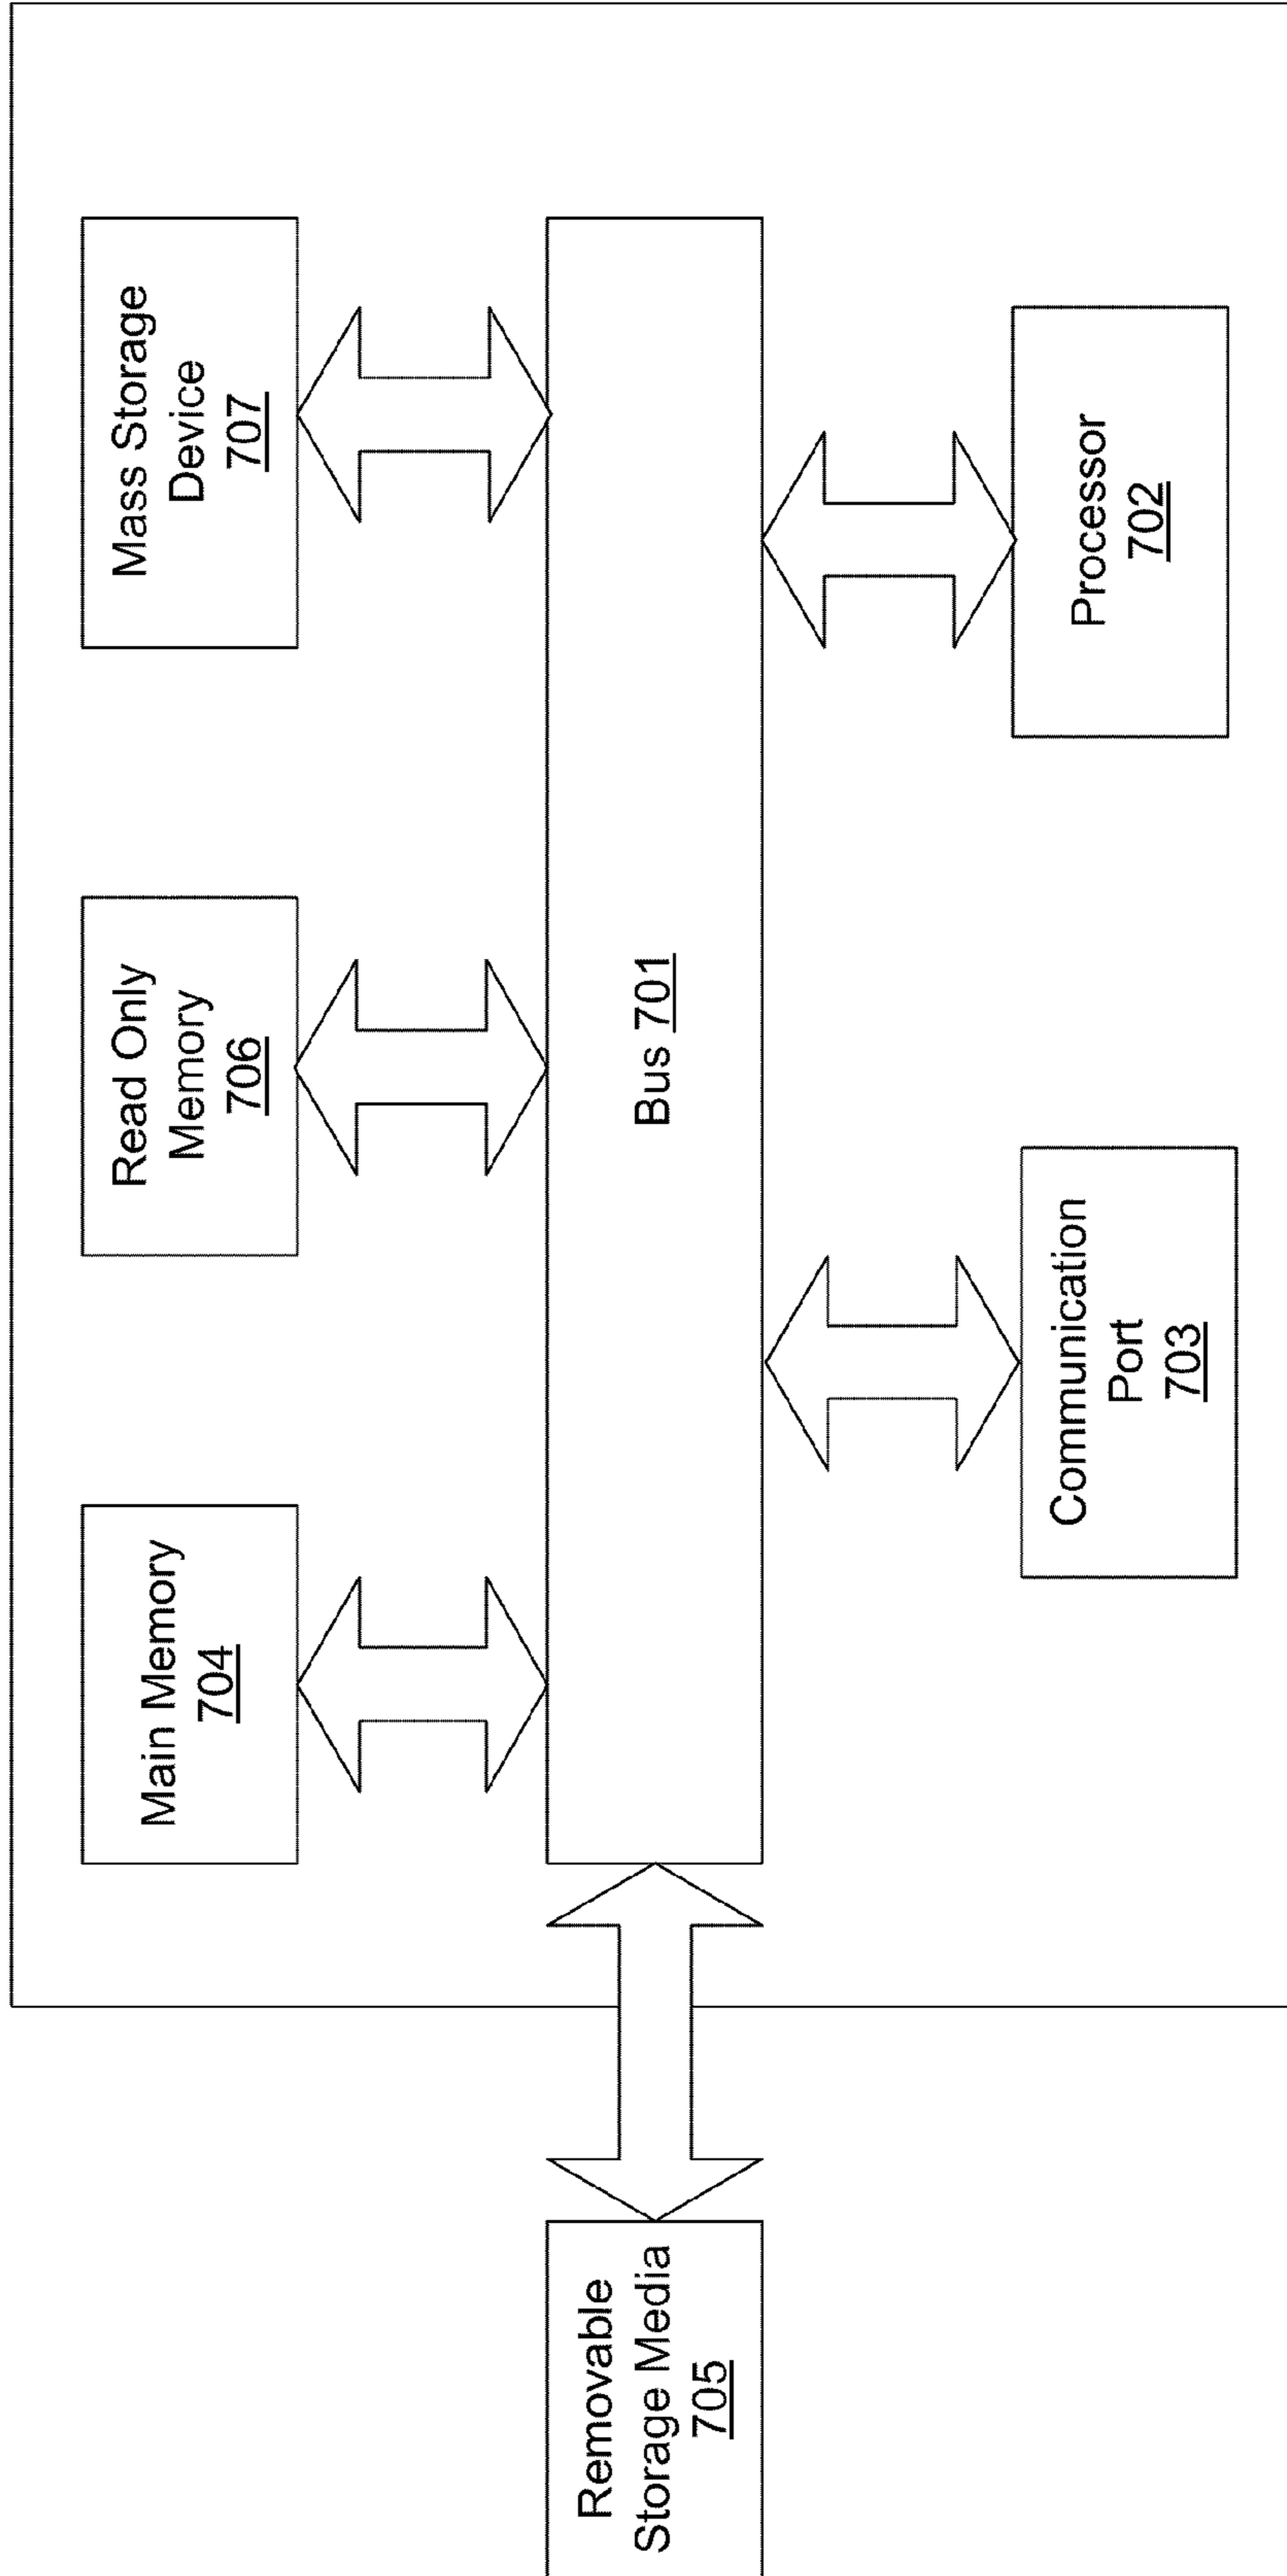 Main Memory
704
Read Only
Memory
706
Mass Storage
Device
707
Removable
Storage Media
705
Bus 701
Communication
Port
703
Processor
702